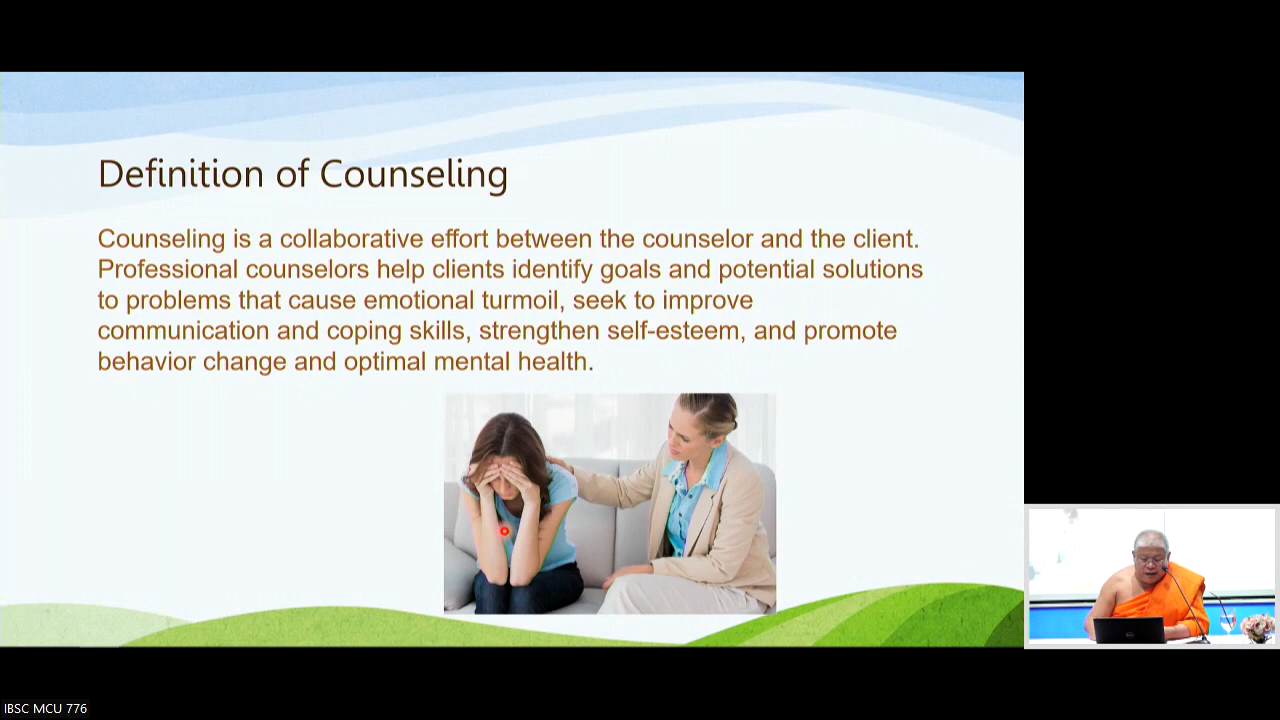 Definition of Counseling
Counseling is a collaborative effort between the counselor and the client.
Professional counselors help clients identify goals and potential solutions
to problems that cause emotional turmoil, seek to improve
communication and coping skills, strengthen self-esteem, and promote
behavior change and optimal mental health.
IBSC MCU 776